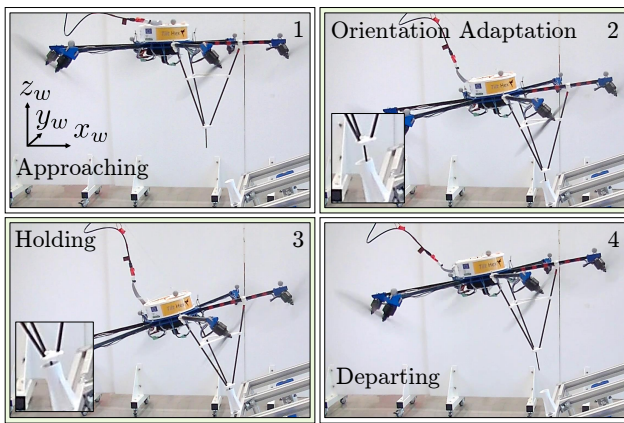 1
z_w
y_w
x_w
Approaching
Orientation Adaptation
2
Holding
3
4
Departing